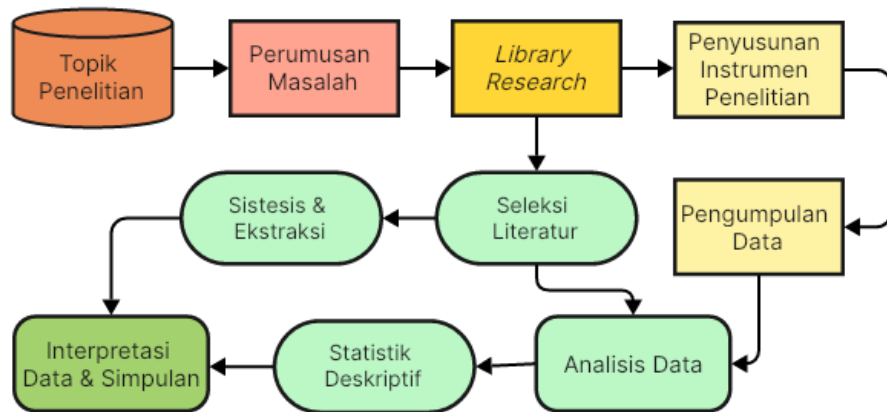 Topik
Penelitian
Perumusan
Masalah
Library
Research
Penyusunan
Instrumen
Penelitian
Sistesis &
Ekstraksi
Seleksi
Literatur
Pengumpulan
Data
Interpretasi
Data & Simpulan
Statistik
Deskriptif
Analisis Data